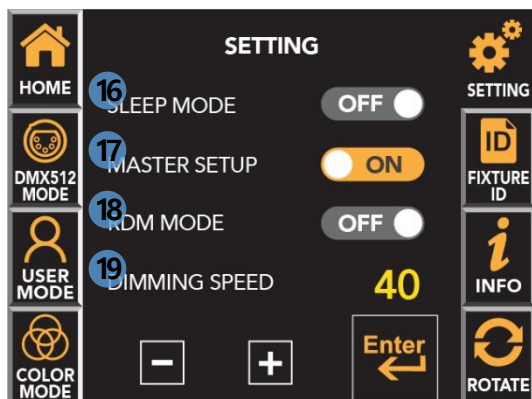 SETTING
HOME
SETTING
16
SLEEP MODE
OFF
DMX512
MODE
17
MASTER SETUP
ON
ID
FIXTURE
ID
18
RDM MODE
OFF
USER
MODE
19
DIMMING SPEED
40
i
INFO
COLOR
MODE
-
+
Enter
ROTATE